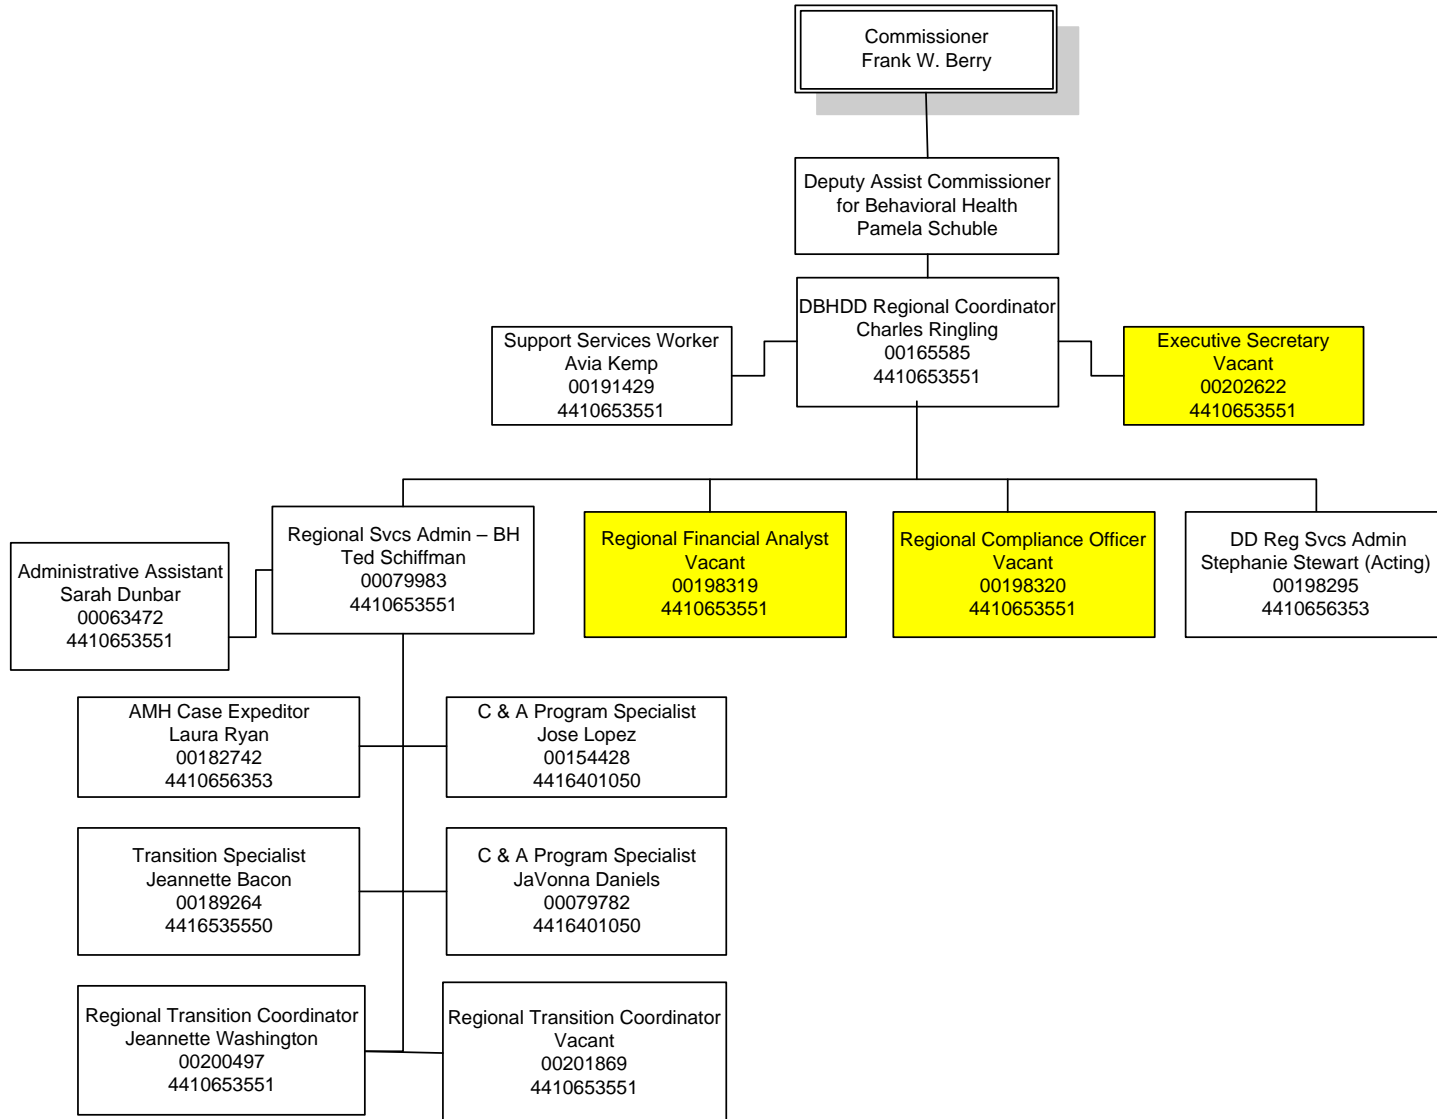 Commissioner
Frank W. Berry
Deputy Assist Commissioner
for Behavioral Health
Pamela Schuble
DBHDD Regional Coordinator
Charles Ringling
00165585
4410653551
Support Services Worker
Avia Kemp
00191429
4410653551
Executive Secretary
Vacant
00202622
4410653551
Administrative Assistant
Sarah Dunbar
00063472
4410653551
Regional Svcs Admin – BH
Ted Schiffman
00079983
4410653551
Regional Financial Analyst
Vacant
00198319
4410653551
Regional Compliance Officer
Vacant
00198320
4410653551
DD Reg Svcs Admin
Stephanie Stewart (Acting)
00198295
4410656353
AMH Case Expeditor
Laura Ryan
00182742
4410656353
C & A Program Specialist
Jose Lopez
00154428
4416401050
Transition Specialist
Jeannette Bacon
00189264
4416535550
C & A Program Specialist
JaVonna Daniels
00079782
4416401050
Regional Transition Coordinator
Jeannette Washington
00200497
4410653551
Regional Transition Coordinator
Vacant
00201869
4410653551